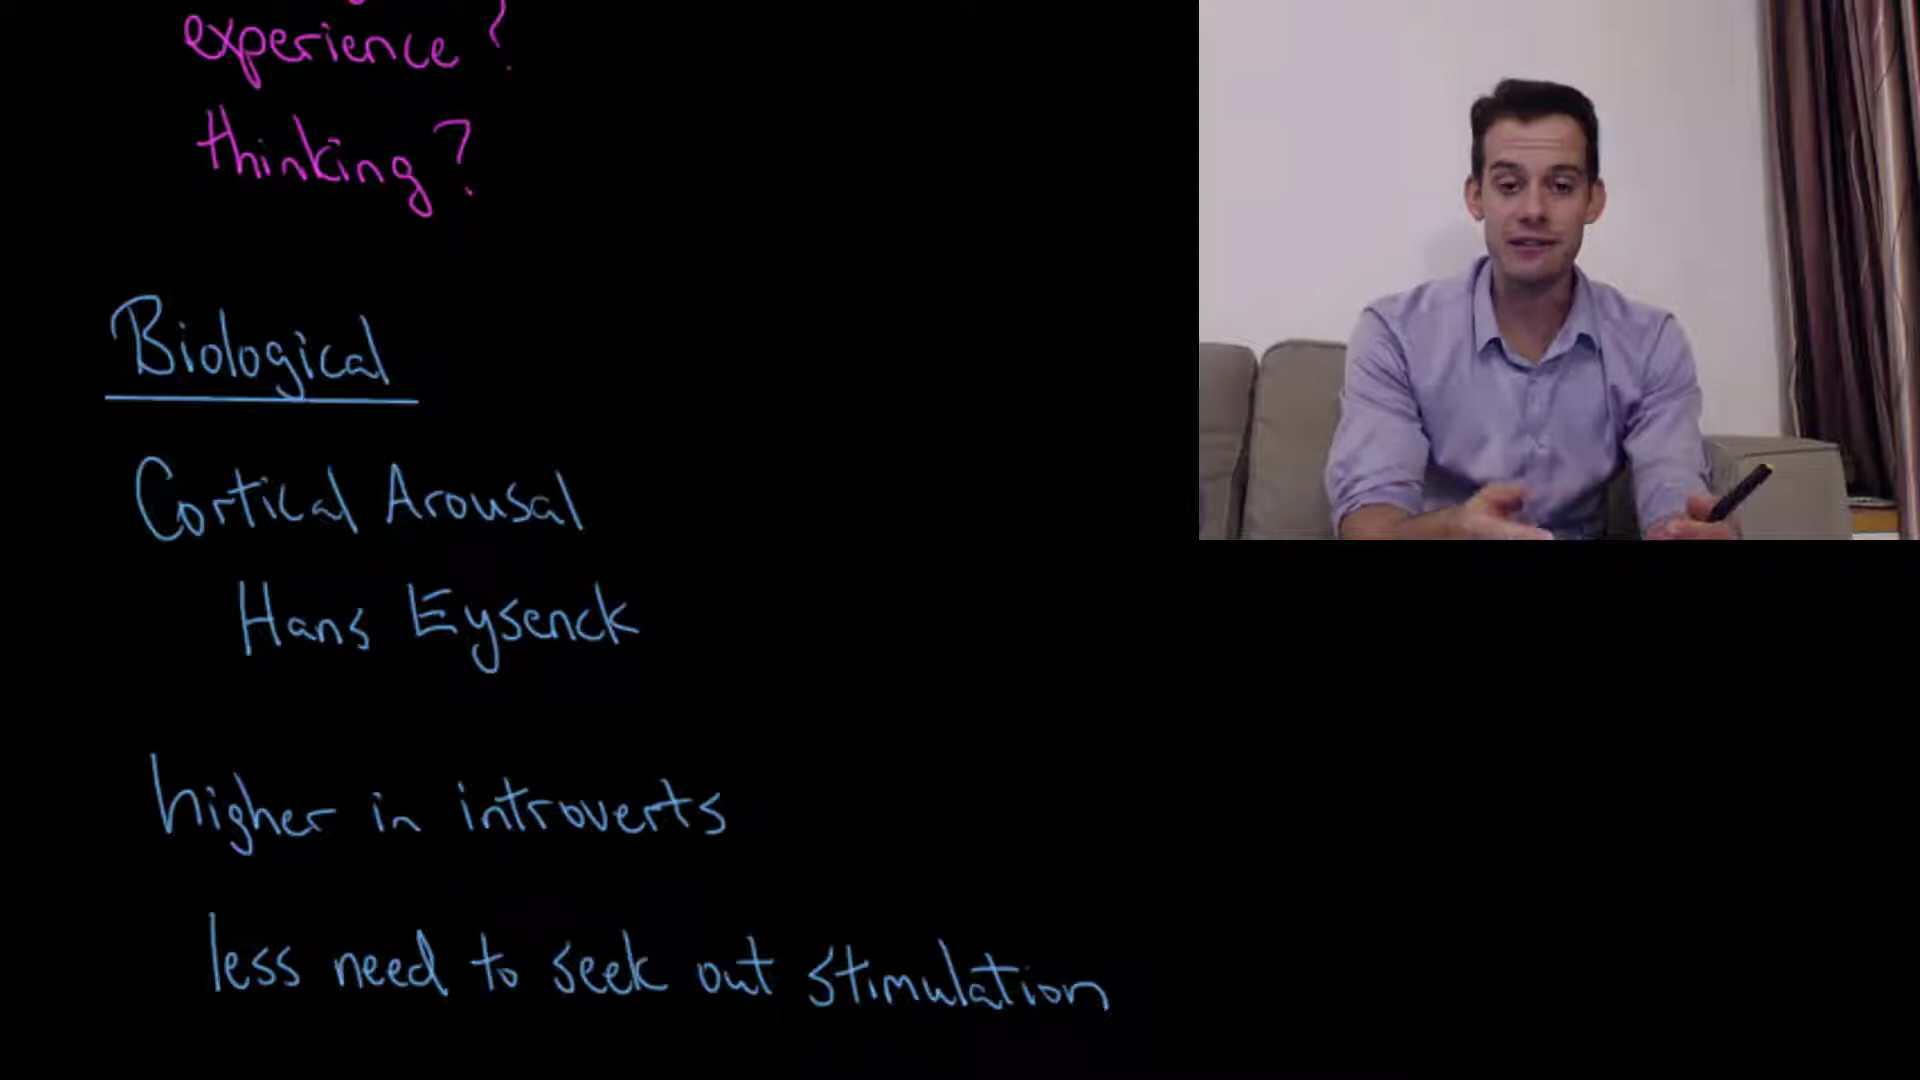 experience?
thinking?
Biological
Cortical Arousal
Hans Eysenck
higher in introverts
less need to seek out stimulation